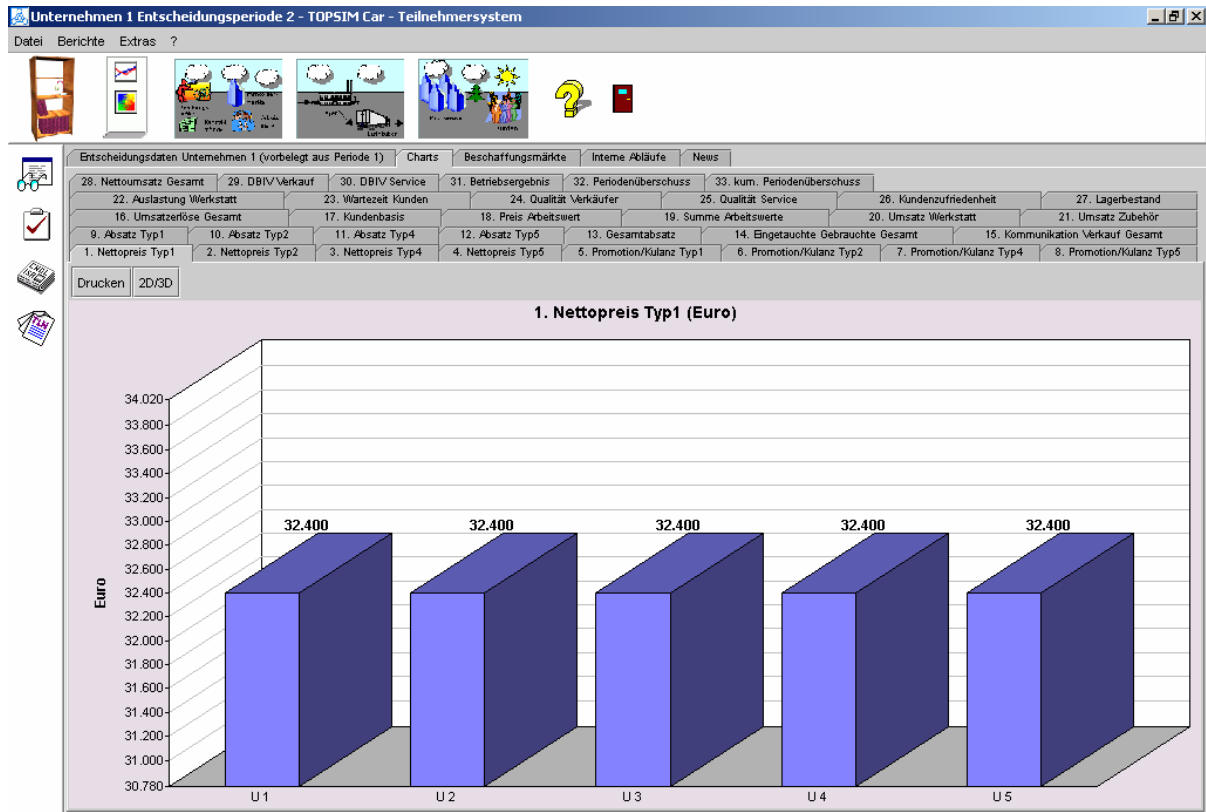 Unternehmen 1 Entscheidungsperiode 2 - TOPSIM Car - Teilnehmersystem
Datei Berichte Extras ?
Entscheidungsdaten Unternehmen 1 (vorbelegt aus Periode 1) Charts Beschaffungsmärkte Interne Abläufe News
28. Nettoumsatz Gesamt 29. DBIV Verkauf 30. DBIV Service 31. Betriebsergebnis 32. Periodenüberschuss 33. kum. Periodenüberschuss
22. Auslastung Werkstatt 23. Wartezeit Kunden 24. Qualität Verkäufer 25. Qualität Service 26. Kundenzufriedenheit 27. Lagerbestand
16. Umsatzerlöse Gesamt 17. Kundenbasis 18. Preis Arbeitswert 19. Summe Arbeitswerte 20. Umsatz Werkstatt 21. Umsatz Zubehör
9. Absatz Typ1 10. Absatz Typ2 11. Absatz Typ4 12. Absatz Typ5 13. Gesamtabsatz 14. Eingetauchte Gebrauchte Gesamt 15. Kommunikation Verkauf Gesamt
1. Nettopreis Typ1 2. Nettopreis Typ2 3. Nettopreis Typ4 4. Nettopreis Typ5 5. Promotion/Kulanz Typ1 6. Promotion/Kulanz Typ2 7. Promotion/Kulanz Typ4 8. Promotion/Kulanz Typ5
Drucken 2D/3D
1. Nettopreis Typ1 (Euro)
34.020
33.800
33.600
33.400
33.200
33.000
32.800
32.600
32.400
32.200
32.000
31.800
31.600
31.400
31.200
31.000
30.780
Euro
32.400 32.400 32.400 32.400 32.400
U 1 U 2 U 3 U 4 U 5